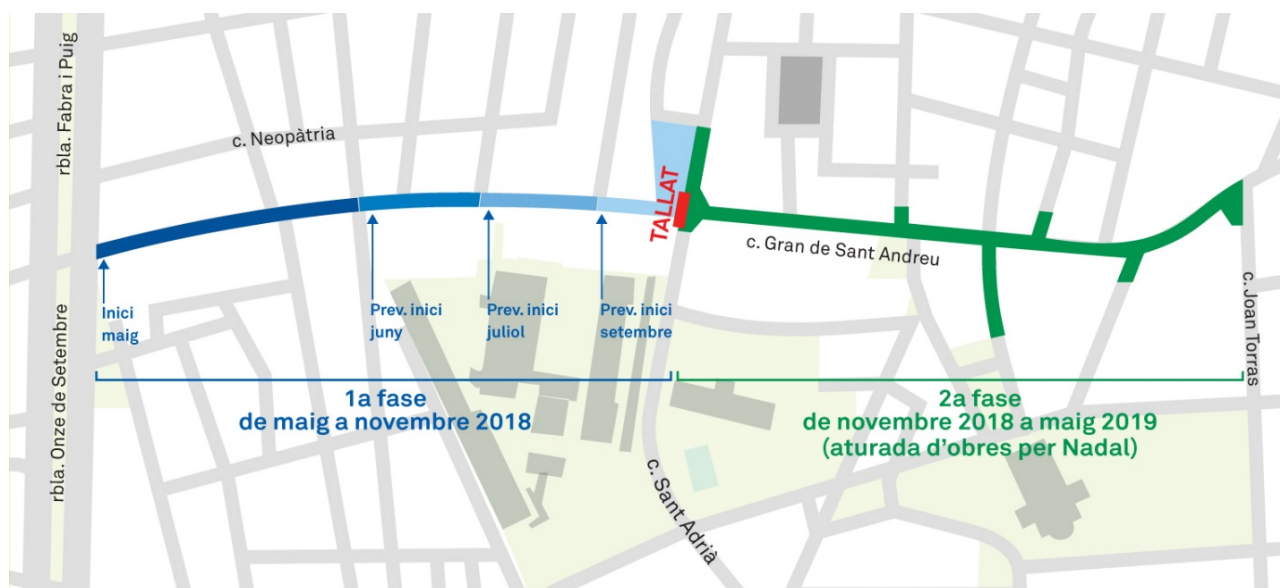 rbla. Fabra i Puig
c. Neopàtria
TALLAT
c. Gran de Sant Andreu
c. Joan Torras
Inici
maig
Prev. inici
juny
Prev. inici
juliol
Prev. inici
setembre
rbla. Onze de Setembre
1a fase
de maig a novembre 2018
2a fase
de novembre 2018 a maig 2019
(aturada d'obres per Nadal)
c. Sant Adrià